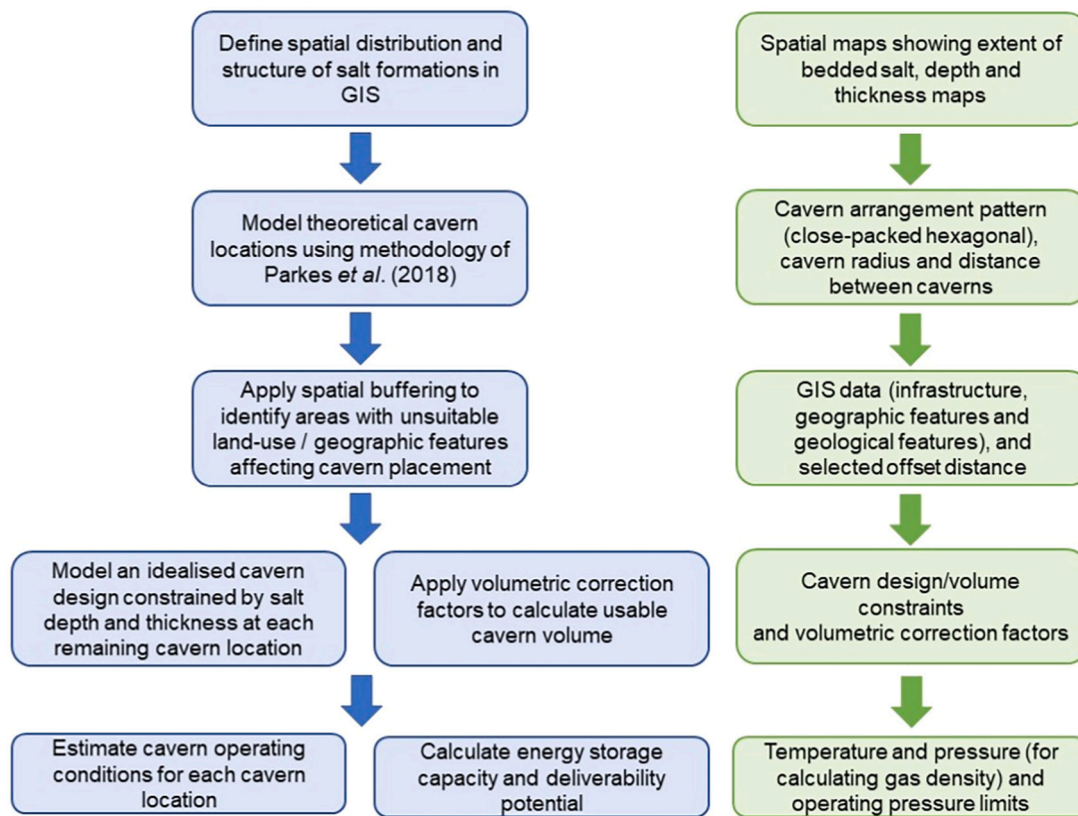 Define spatial distribution and
structure of salt formations in
GIS
Spatial maps showing extent of
bedded salt, depth and
thickness maps
Model theoretical cavern
locations using methodology of
Parkes et al. (2018)
Cavern arrangement pattern
(close-packed hexagonal),
cavern radius and distance
between caverns
Apply spatial buffering to
identify areas with unsuitable
land-use / geographic features
affecting cavern placement
GIS data (infrastructure,
geographic features and
geological features), and
selected offset distance
Model an idealised cavern
design constrained by salt
depth and thickness at each
remaining cavern location
Apply volumetric correction
factors to calculate usable
cavern volume
Cavern design/volume
constraints
and volumetric correction factors
Estimate cavern operating
conditions for each cavern
location
Calculate energy storage
capacity and deliverability
potential
Temperature and pressure (for
calculating gas density) and
operating pressure limits